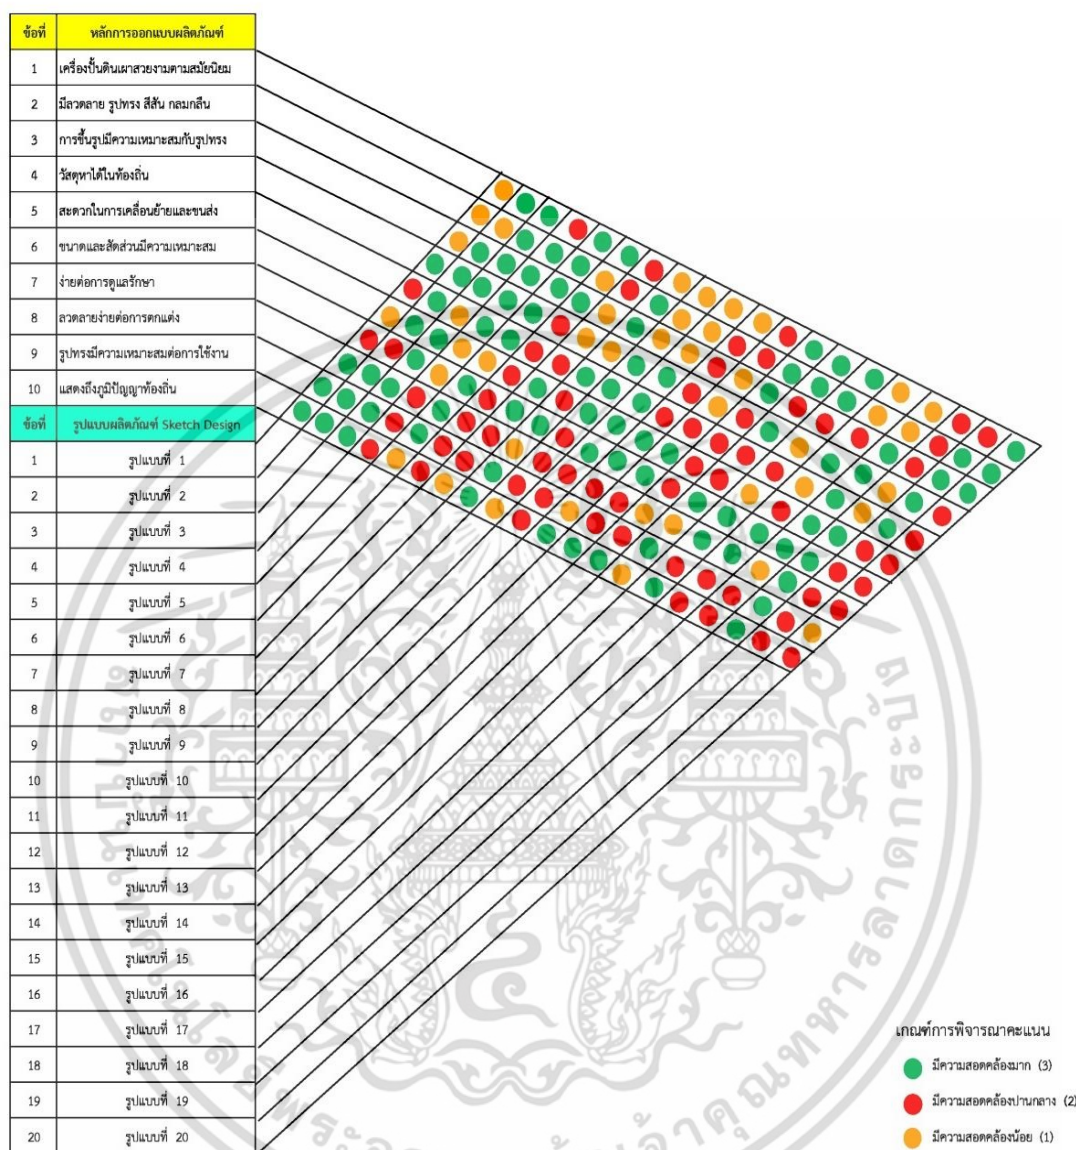 ข้อที่ หลักการออกแบบผลิตภัณฑ์
1 เครื่องปั้นดินเผาสวยงามตามสมัยนิยม
2 มีลวดลาย รูปทรง สีสัน กลมกลืน
3 การขึ้นรูปมีความเหมาะสมกับรูปทรง
4 วัสดุหาได้ในท้องถิ่น
5 สะดวกในการเคลื่อนย้ายและขนส่ง
6 ขนาดและสัดส่วนมีความเหมาะสม
7 ง่ายต่อการดูแลรักษา
8 ลวดลายง่ายต่อการตกแต่ง
9 รูปทรงมีความเหมาะสมต่อการใช้งาน
10 แสดงถึงภูมิปัญญาท้องถิ่น
ข้อที่ รูปแบบผลิตภัณฑ์ Sketch Design
1 รูปแบบที่ 1
2 รูปแบบที่ 2
3 รูปแบบที่ 3
4 รูปแบบที่ 4
5 รูปแบบที่ 5
6 รูปแบบที่ 6
7 รูปแบบที่ 7
8 รูปแบบที่ 8
9 รูปแบบที่ 9
10 รูปแบบที่ 10
11 รูปแบบที่ 11
12 รูปแบบที่ 12
13 รูปแบบที่ 13
14 รูปแบบที่ 14
15 รูปแบบที่ 15
16 รูปแบบที่ 16
17 รูปแบบที่ 17
18 รูปแบบที่ 18
19 รูปแบบที่ 19
20 รูปแบบที่ 20
เกณฑ์การพิจารณาคะแนน
มีความสอดคล้องมาก (3)
มีความสอดคล้องปานกลาง (2)
มีความสอดคล้องน้อย (1)